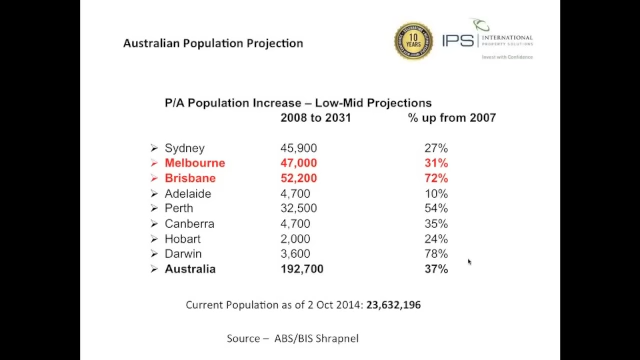 Australian Population Projection
10
YEARS
IPS INTERNATIONAL
PROPERTY SOLUTIONS
Invest with Confidence
P/A Population Increase – Low-Mid Projections
2008 to 2031 % up from 2007
➢ Sydney 45,900 27%
➢ Melbourne 47,000 31%
➢ Brisbane 52,200 72%
➢ Adelaide 4,700 10%
➢ Perth 32,500 54%
➢ Canberra 4,700 35%
➢ Hobart 2,000 24%
➢ Darwin 3,600 78%
➢ Australia 192,700 37%
Current Population as of 2 Oct 2014: 23,632,196
Source – ABS/BIS Shrapnel